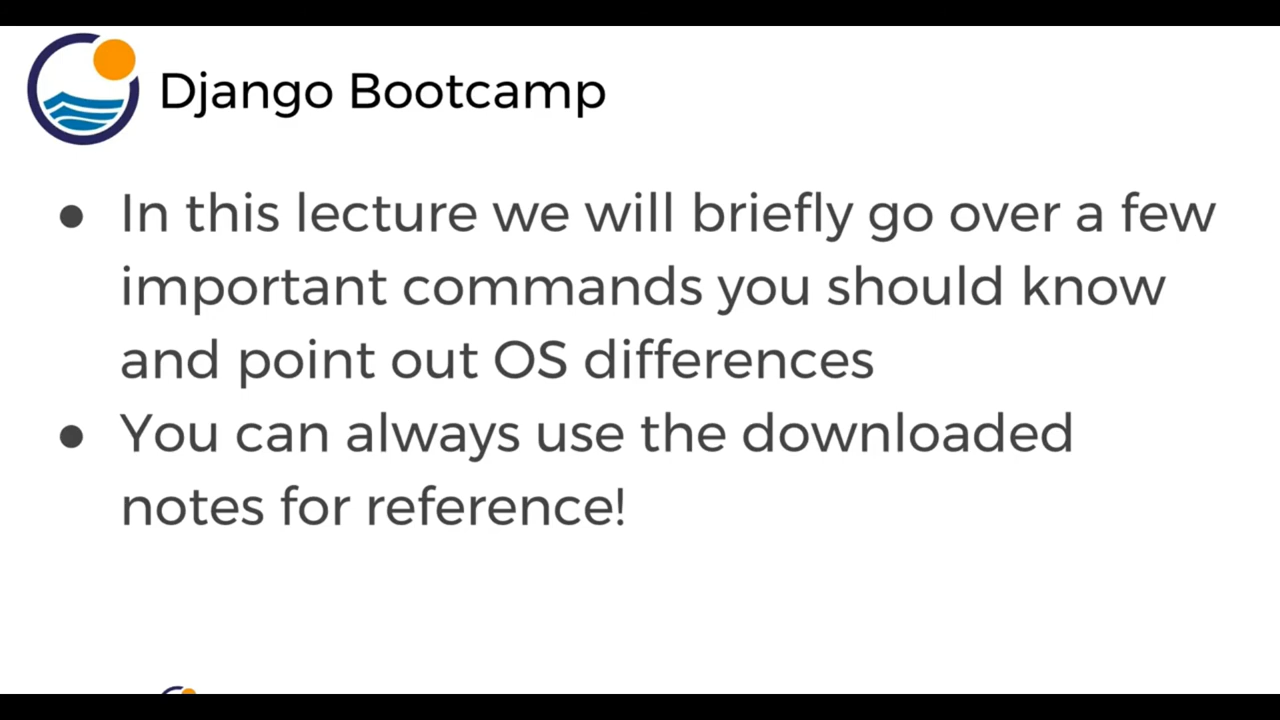 Django Bootcamp
● In this lecture we will briefly go over a few
important commands you should know
and point out OS differences
● You can always use the downloaded
notes for reference!